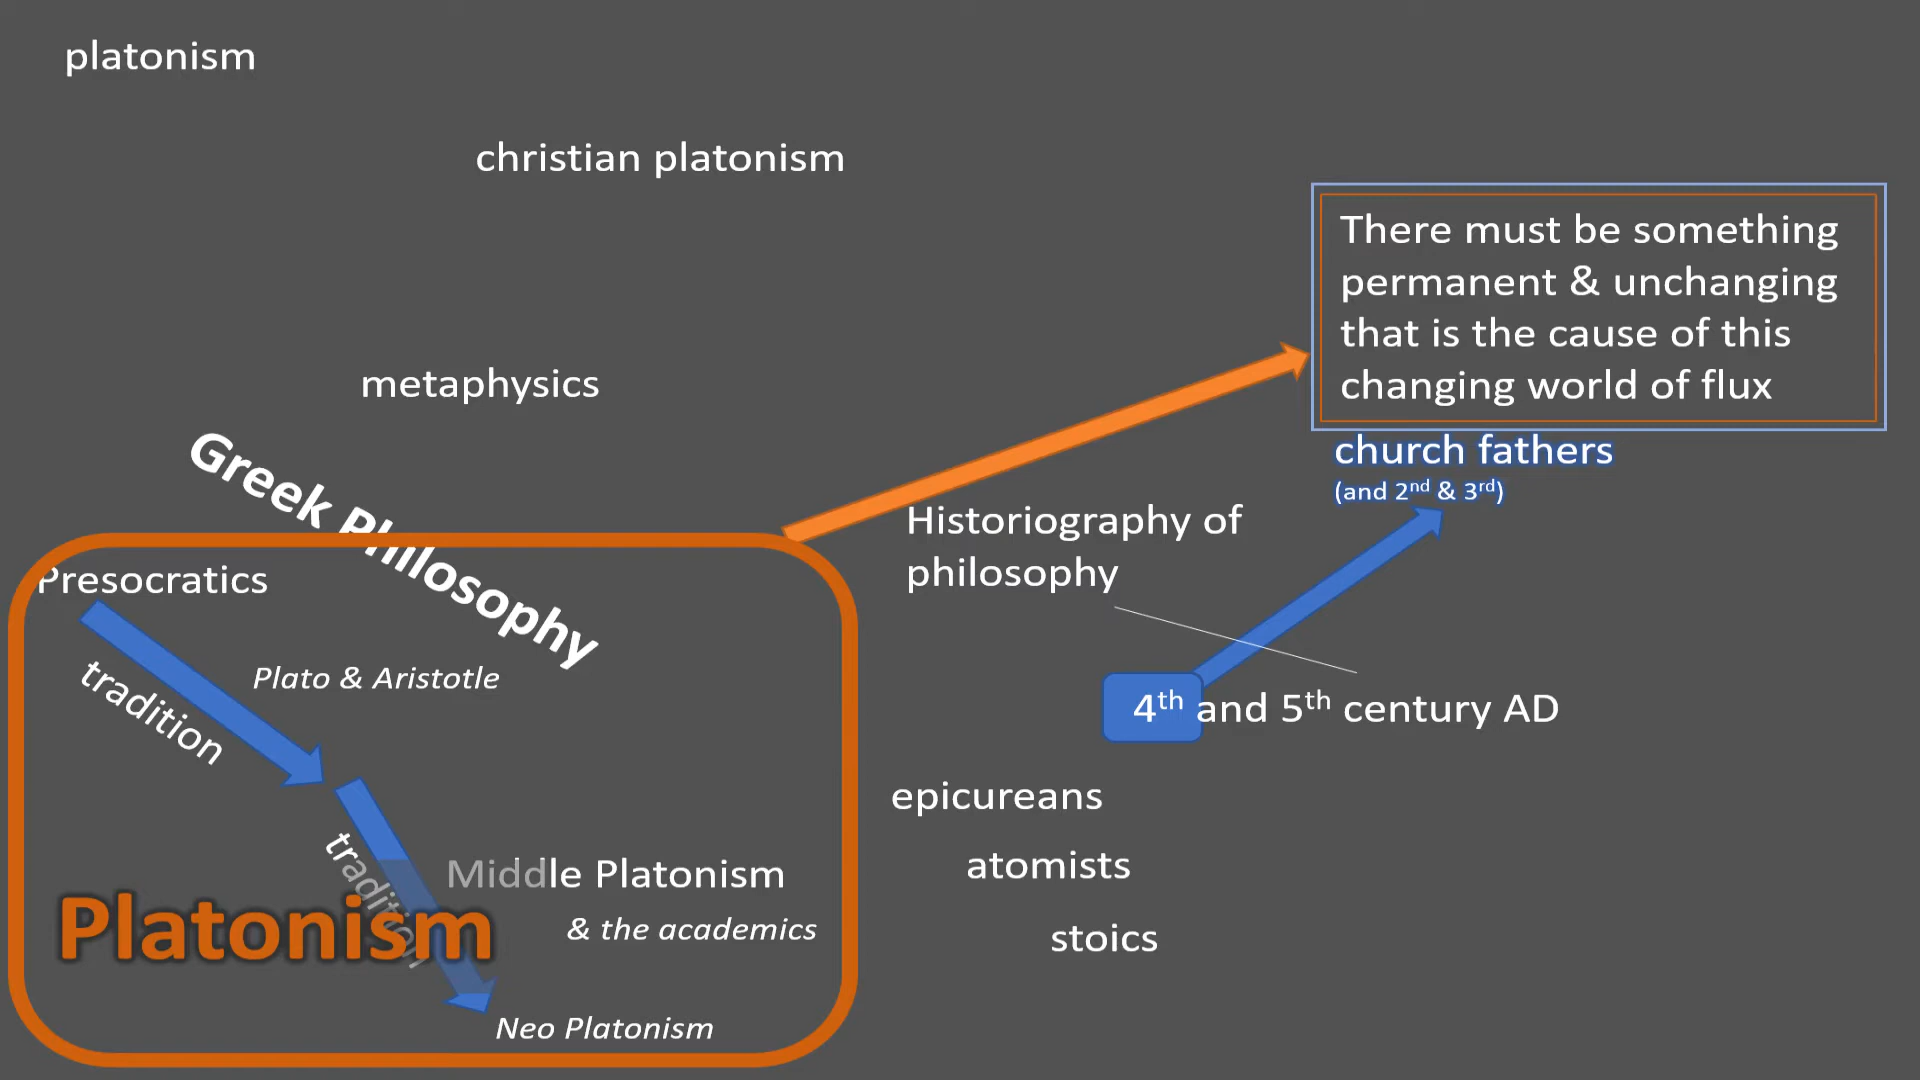 platonism
christian platonism
There must be something
permanent & unchanging
that is the cause of this
changing world of flux
metaphysics
church fathers
(and 2nd & 3rd)
Greek Philosophy
Historiography of
philosophy
Presocratics
Plato & Aristotle
tradition
4th and 5th century AD
epicureans
tradition
Middle Platonism
atomists
Platonism
& the academics
stoics
Neo Platonism